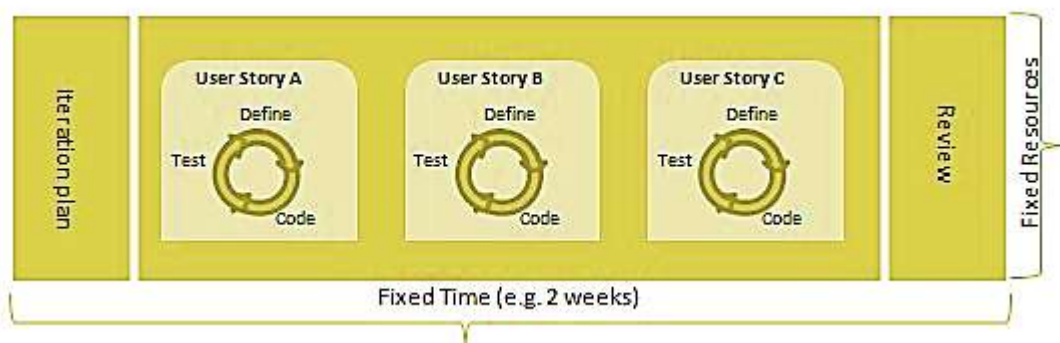 Iteration plan
User Story A
Define
Test
Code
User Story B
Define
Test
Code
User Story C
Define
Test
Code
Review
Fixed Resources
Fixed Time (e.g. 2 weeks)